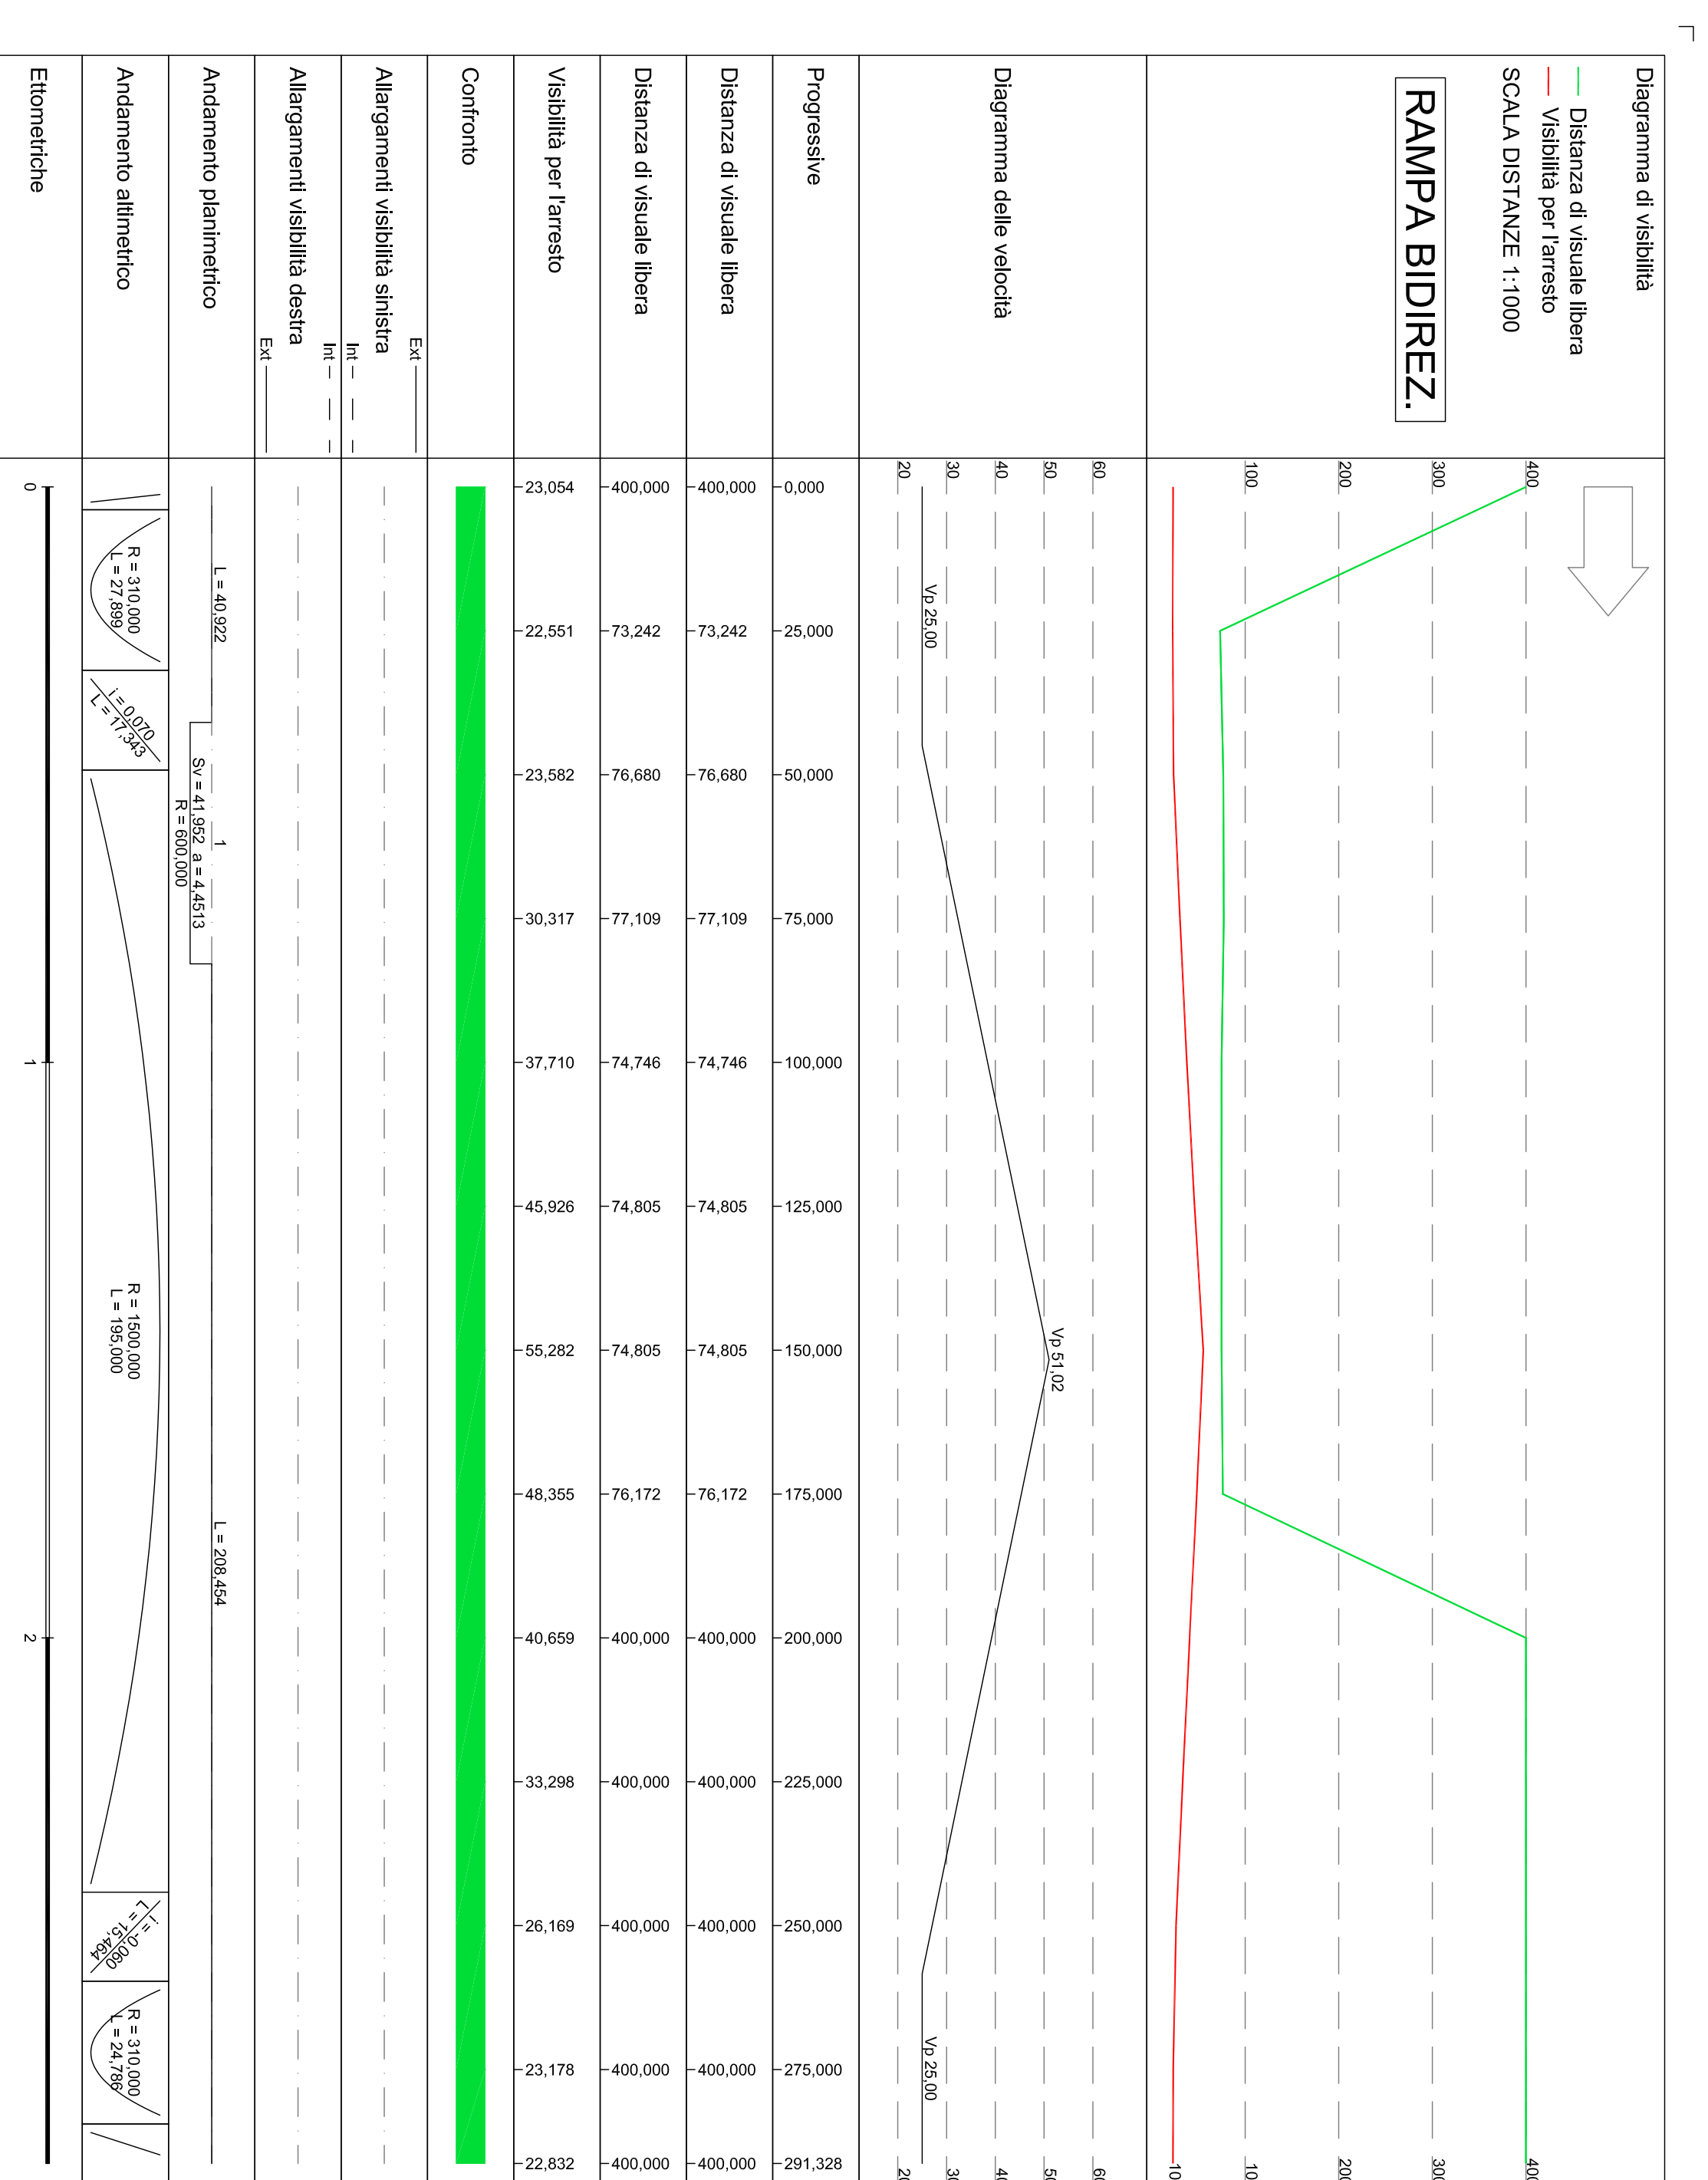 Diagramma di visibilità
Distanza di visuale libera
Visibilità per l'arresto
SCALA DISTANZE 1:1000
RAMPA BIDIREZ.
400
300
200
100
400
300
200
100
Diagramma delle velocità
60
50
40
30
20
Vp 25,00
Vp 51,02
Vp 25,00
60
50
40
30
20
Progressive
0,000 25,000 50,000 75,000 100,000 125,000 150,000 175,000 200,000 225,000 250,000 275,000 291,328
Distanza di visuale libera
400,000 73,242 76,680 77,109 74,746 74,805 74,805 76,172 400,000 400,000 400,000 400,000 400,000
Distanza di visuale libera
400,000 73,242 76,680 77,109 74,746 74,805 74,805 76,172 400,000 400,000 400,000 400,000 400,000
Visibilità per l'arresto
23,054 22,551 23,582 30,317 37,710 45,926 55,282 48,355 40,659 33,298 26,169 23,178 22,832
Confronto
Allargamenti visibilità sinistra
Ext
Int
Allargamenti visibilità destra
Int
Ext
Andamento planimetrico
L = 40,922
1
Sv = 41,952 a = 4,4513
R = 600,000
L = 208,454
Andamento altimetrico
R = 310,000
L = 27,899
i = 0,070
L = 17,343
R = 1500,000
L = 195,000
i = -0,060
L = 15,464
R = 310,000
L = 24,786
Ettometriche
0 1 2